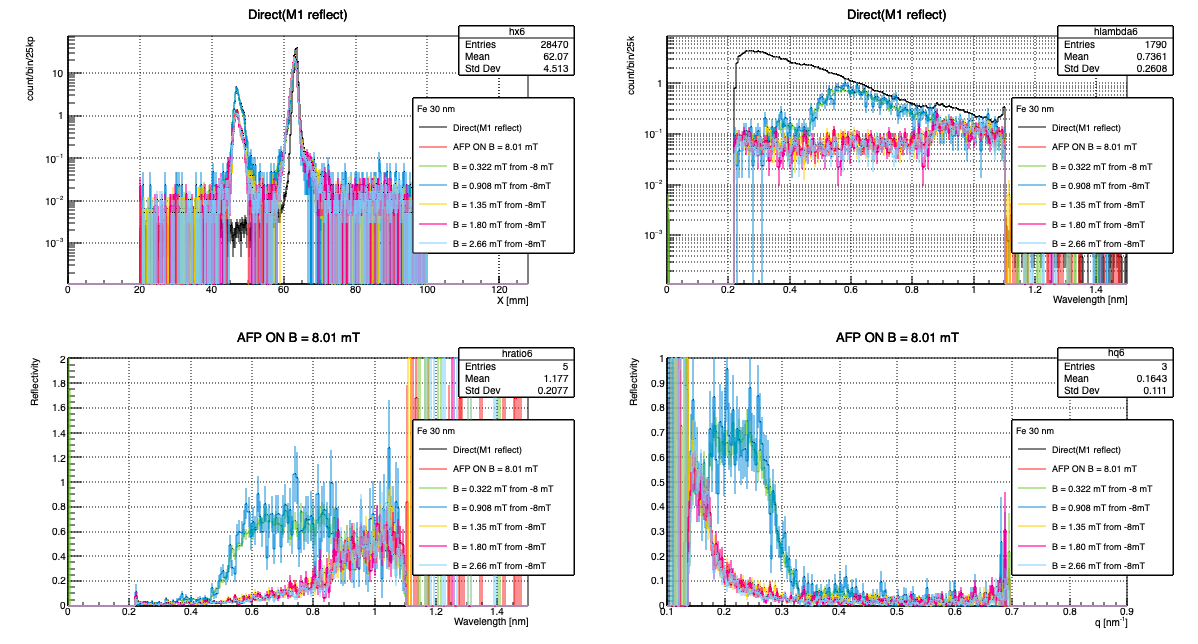 Direct(M1 reflect)
count/bin/25kp
hx6
Entries 28470
Mean 62.07
Std Dev 4.513
Fe 30 nm
Direct(M1 reflect)
AFP ON B = 8.01 mT
B = 0.322 mT from -8 mT
B = 0.908 mT from -8mT
B = 1.35 mT from -8mT
B = 1.80 mT from -8mT
B = 2.66 mT from -8mT
10
1
10⁻¹
10⁻²
10⁻³
0 20 40 60 80 100 120
X [mm]
Direct(M1 reflect)
count/bin/25k
hlambda6
Entries 1790
Mean 0.7361
Std Dev 0.2608
Fe 30 nm
Direct(M1 reflect)
AFP ON B = 8.01 mT
B = 0.322 mT from -8 mT
B = 0.908 mT from -8mT
B = 1.35 mT from -8mT
B = 1.80 mT from -8mT
B = 2.66 mT from -8mT
1
10⁻¹
10⁻²
10⁻³
0 0.2 0.4 0.6 0.8 1 1.2 1.4
Wavelength [nm]
AFP ON B = 8.01 mT
Reflectivity
hratio6
Entries 5
Mean 1.177
Std Dev 0.2077
Fe 30 nm
Direct(M1 reflect)
AFP ON B = 8.01 mT
B = 0.322 mT from -8 mT
B = 0.908 mT from -8mT
B = 1.35 mT from -8mT
B = 1.80 mT from -8mT
B = 2.66 mT from -8mT
2
1.8
1.6
1.4
1.2
1
0.8
0.6
0.4
0.2
0
0.2 0.4 0.6 0.8 1 1.2 1.4
Wavelength [nm]
AFP ON B = 8.01 mT
Reflectivity
hq6
Entries 3
Mean 0.1643
Std Dev 0.111
Fe 30 nm
Direct(M1 reflect)
AFP ON B = 8.01 mT
B = 0.322 mT from -8 mT
B = 0.908 mT from -8mT
B = 1.35 mT from -8mT
B = 1.80 mT from -8mT
B = 2.66 mT from -8mT
1
0.9
0.8
0.7
0.6
0.5
0.4
0.3
0.2
0.1
0
0.1 0.2 0.3 0.4 0.5 0.6 0.7 0.8 0.9
q [nm⁻¹]